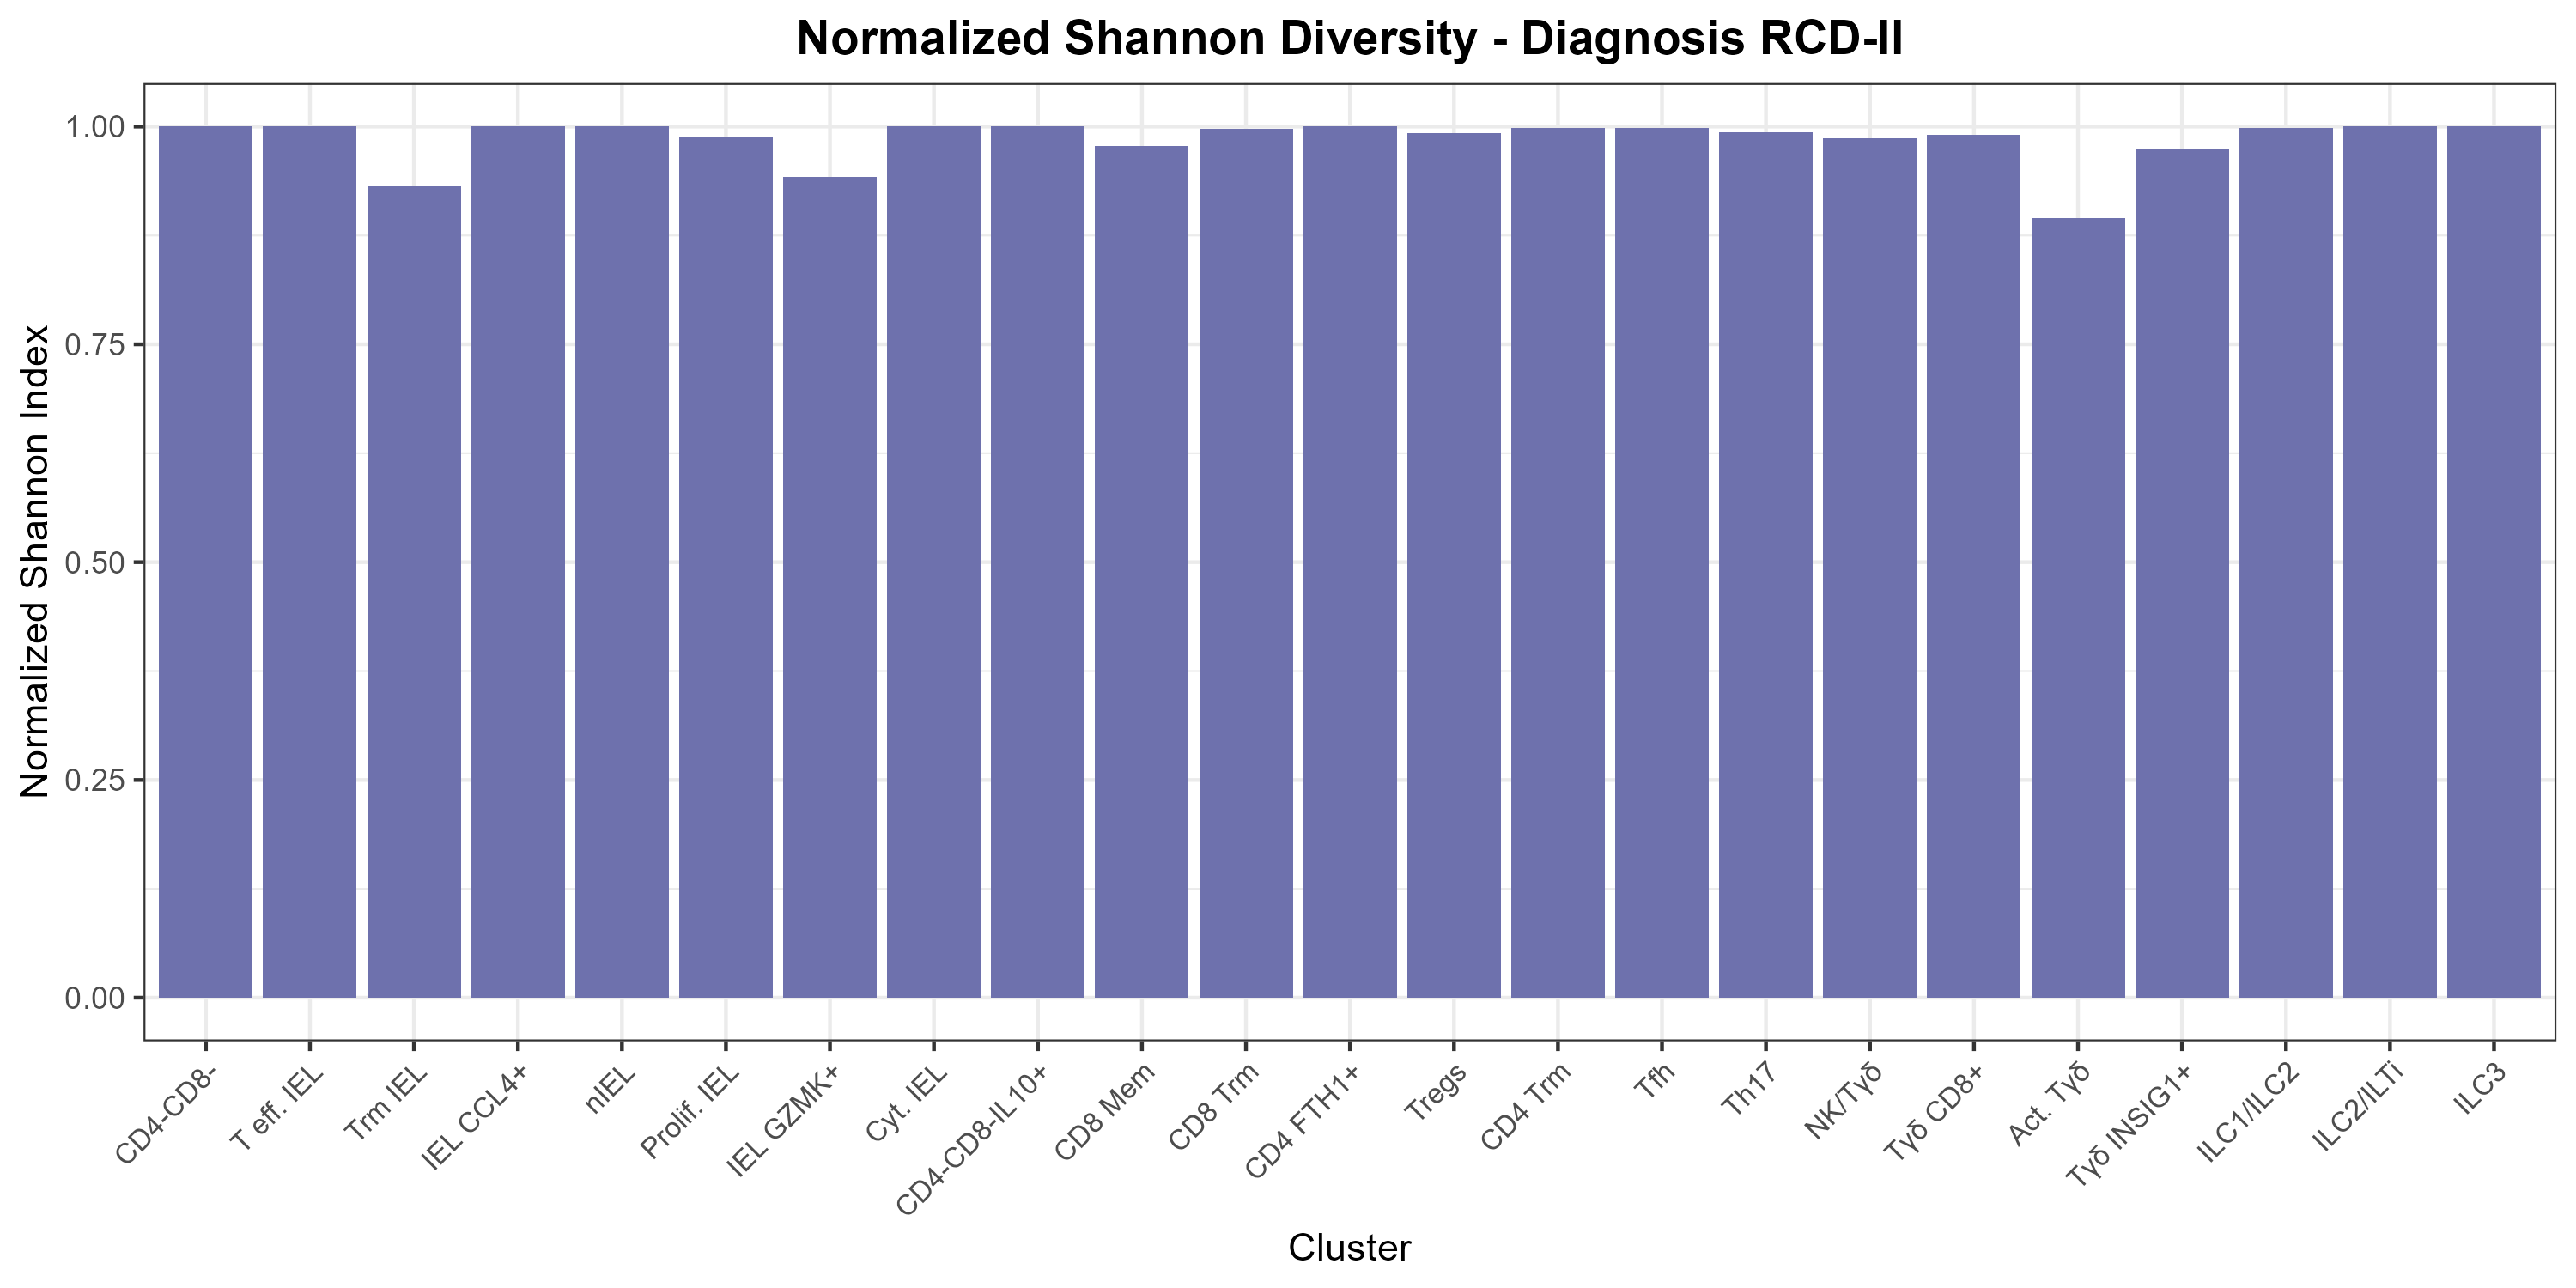 Normalized Shannon Diversity - Diagnosis RCD-II
Normalized Shannon Index
1.00
0.75
0.50
0.25
0.00
CD4-CD8-
T eff. IEL
Trm IEL
IEL CCL4+
nIEL
Prolif. IEL
IEL GZMK+
Cyt. IEL
CD4-CD8-IL10+
CD8 Mem
CD8 Trm
CD4 FTH1+
Tregs
CD4 Trm
Tfh
Th17
NK/Tγδ
Tγδ CD8+
Act. Tγδ
Tγδ INSIG1+
ILC1/ILC2
ILC2/ILTi
ILC3
Cluster